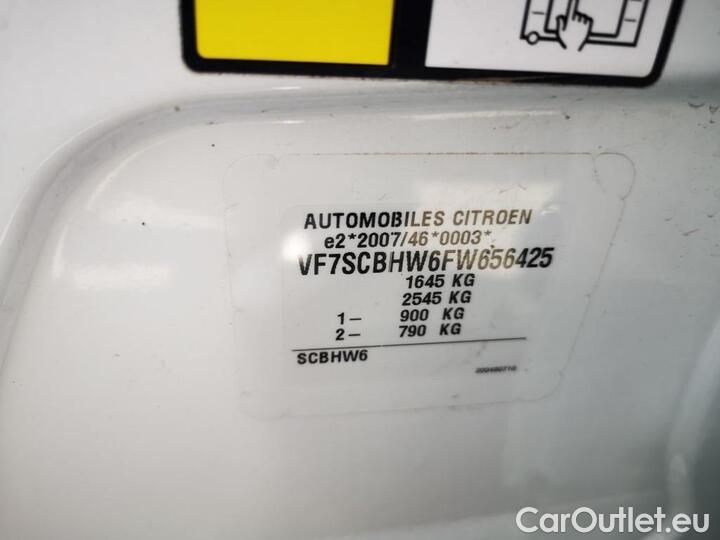 AUTOMOBILES CITROEN
e2*2007/46*0003*
VF7SCBHW6FW656425
1645 KG
2545 KG
1- 900 KG
2- 790 KG
SCBHW6
CarOutlet.eu